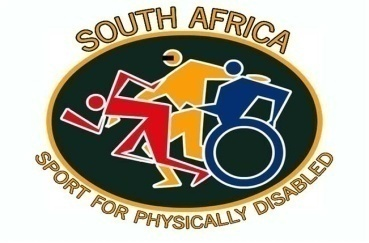 SOUTH AFRICA
SPORT FOR PHYSICALLY DISABLED